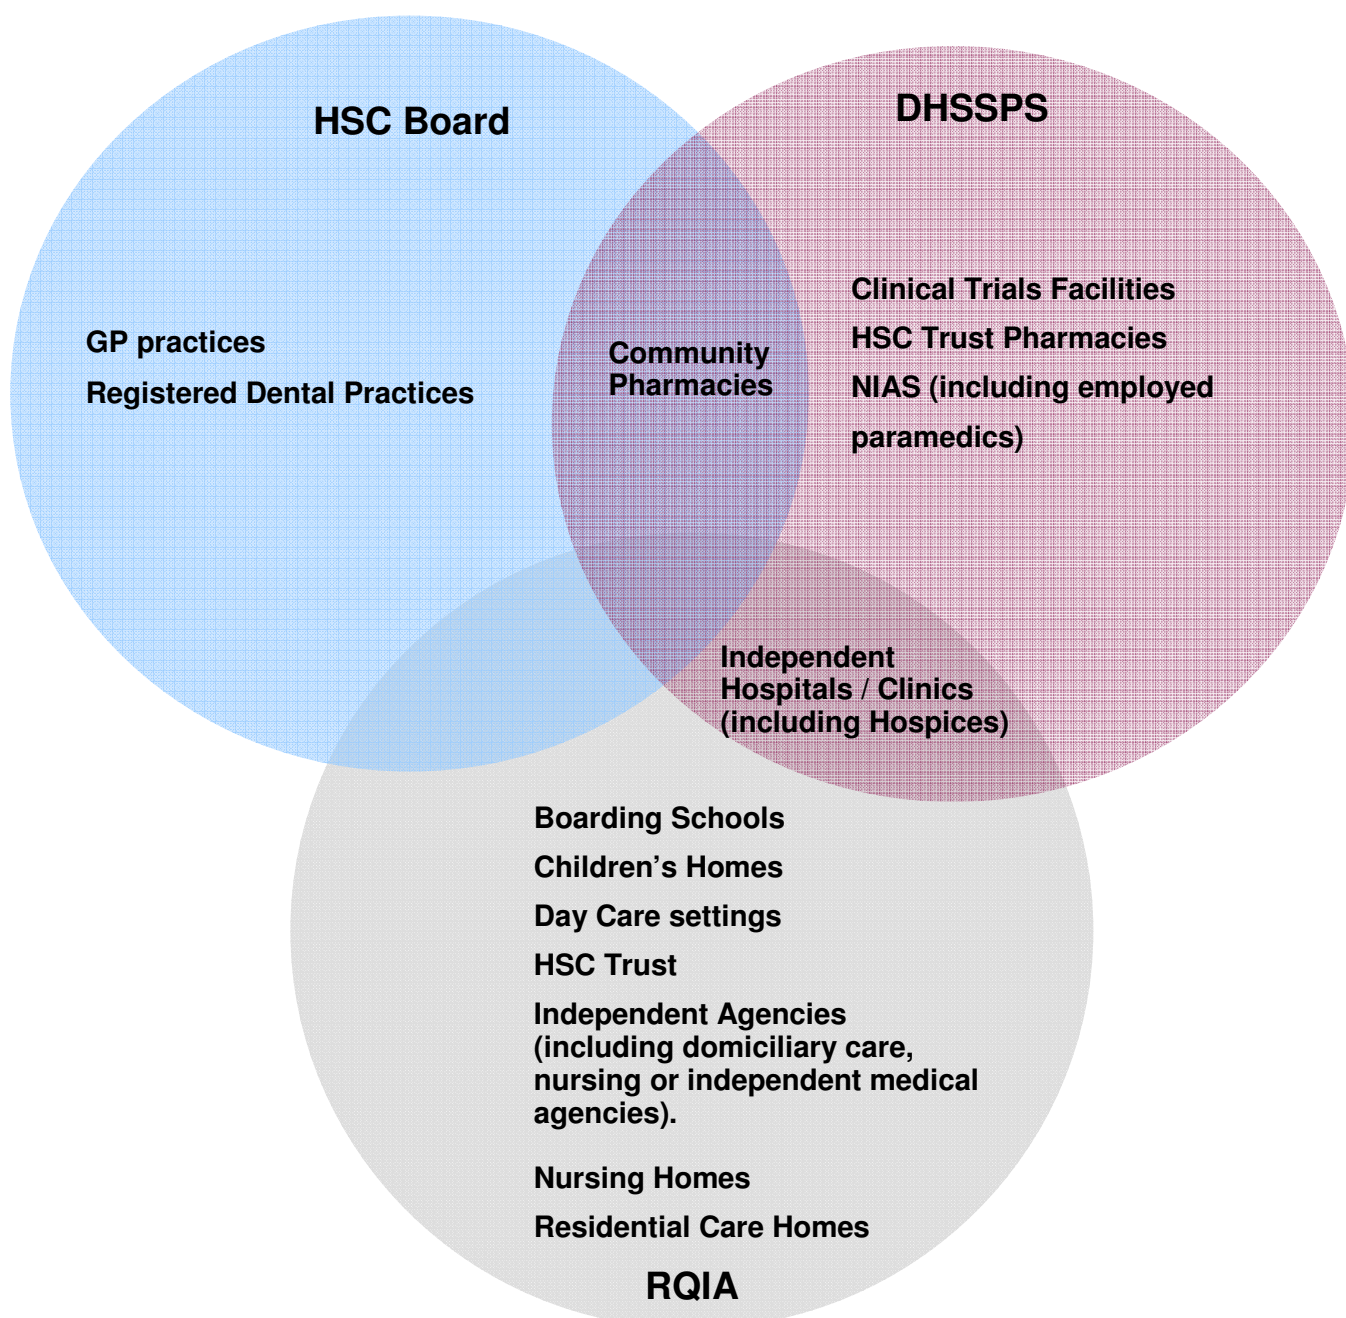 HSC Board
DHSSPS
GP practices
Registered Dental Practices
Community
Pharmacies
Clinical Trials Facilities
HSC Trust Pharmacies
NIAS (including employed
paramedics)
Independent
Hospitals / Clinics
(including Hospices)
Boarding Schools
Children’s Homes
Day Care settings
HSC Trust
Independent Agencies
(including domiciliary care,
nursing or independent medical
agencies).
Nursing Homes
Residential Care Homes
RQIA